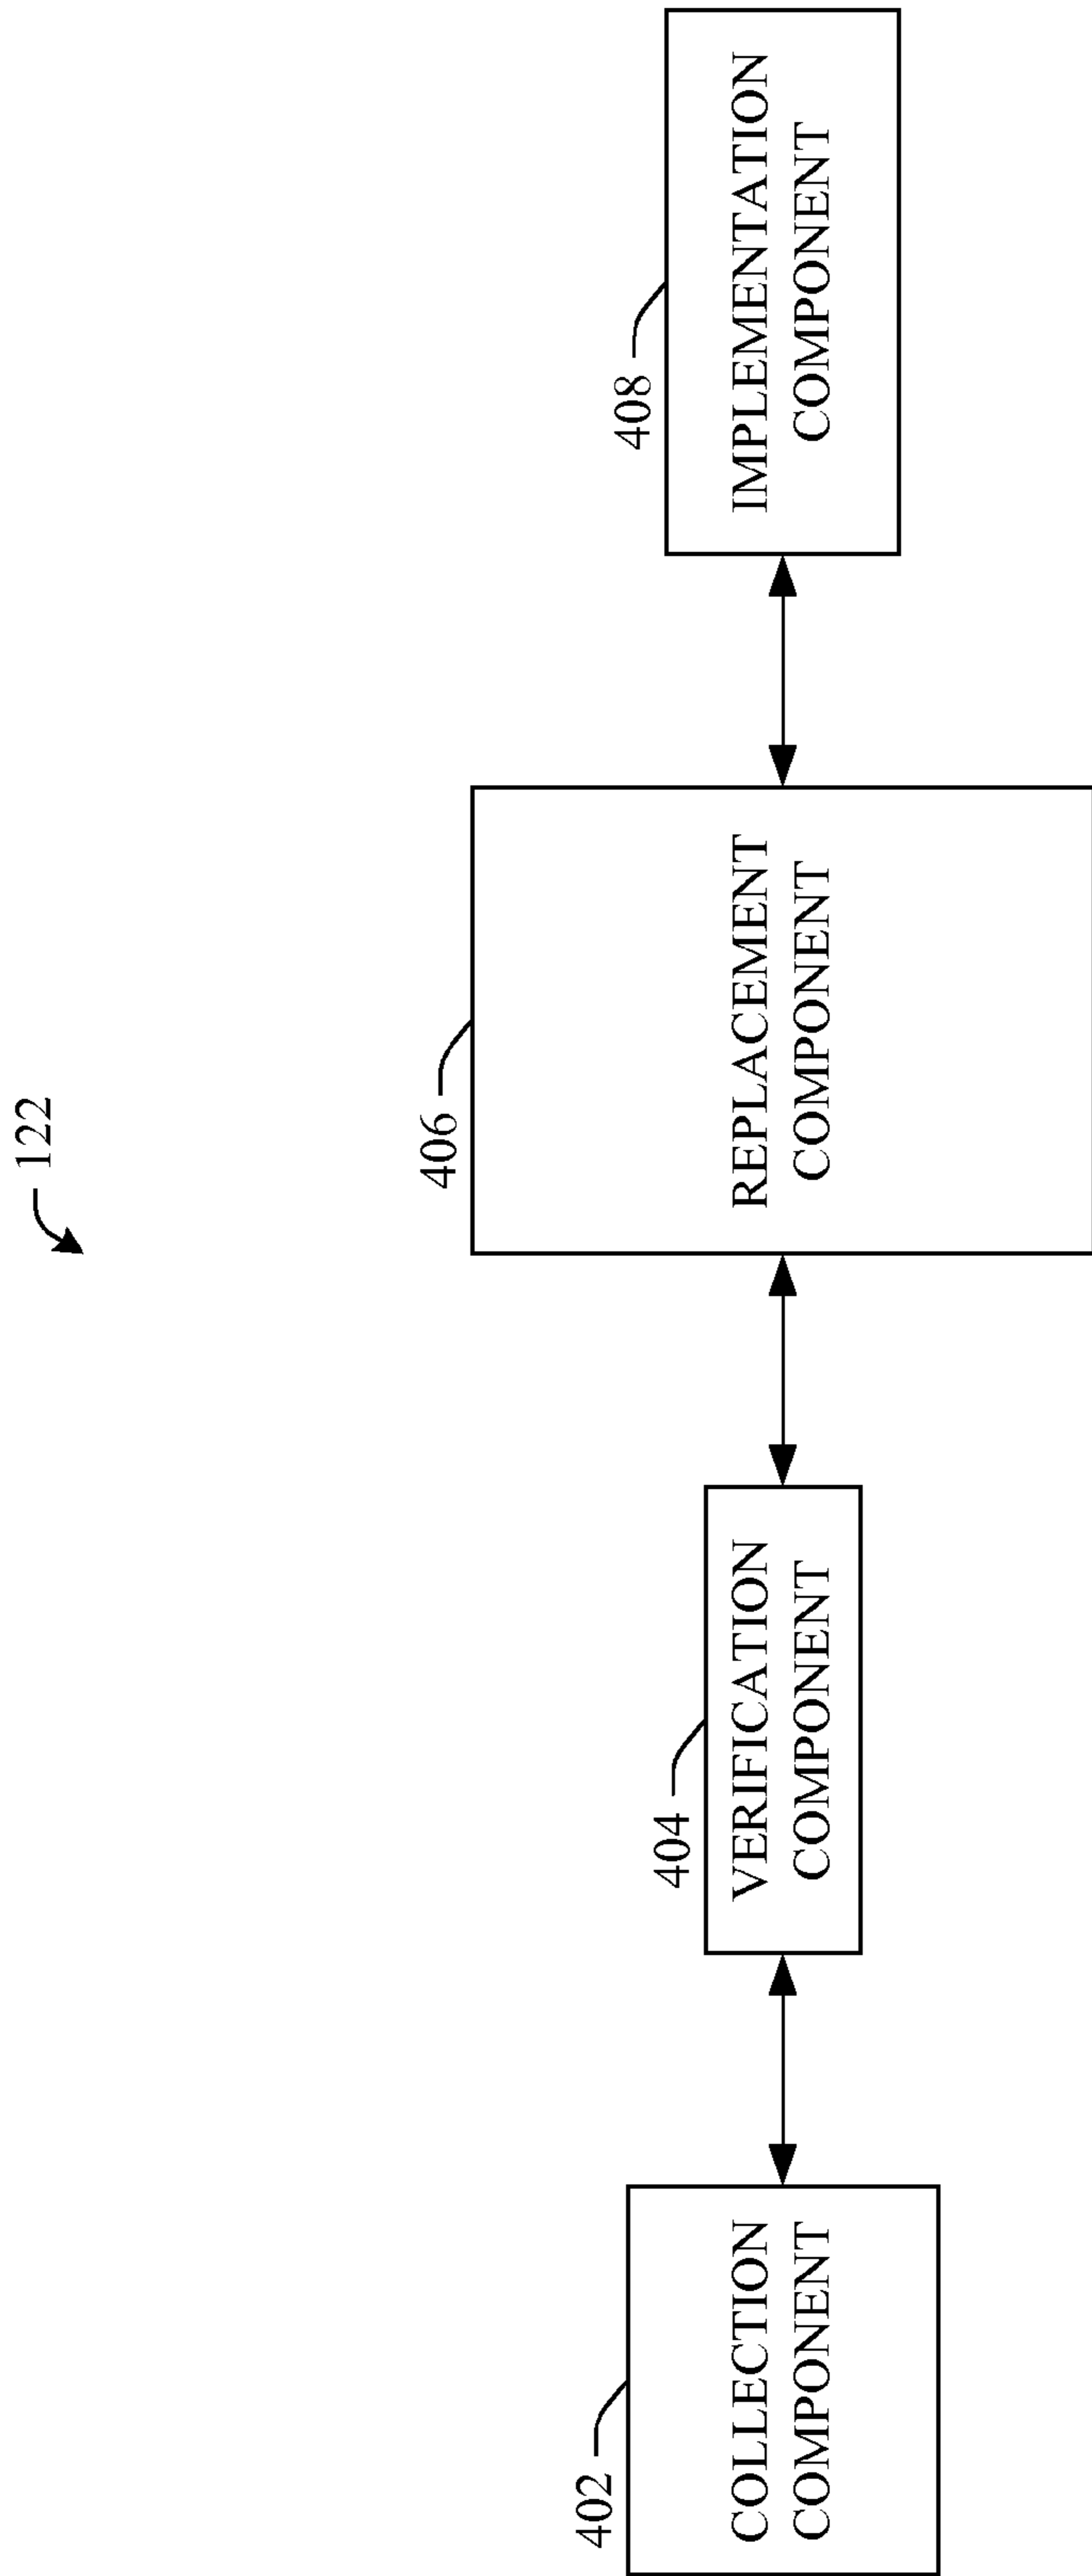 122
402
COLLECTION
COMPONENT
404
VERIFICATION
COMPONENT
406
REPLACEMENT
COMPONENT
408
IMPLEMENTATION
COMPONENT